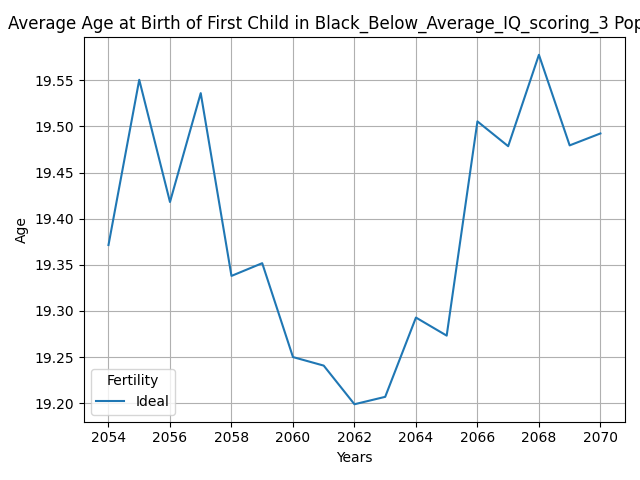 Average Age at Birth of First Child in Black_Below_Average_IQ_scoring_3 Pop
19.55
19.50
19.45
19.40
19.35
19.30
19.25
19.20
Age
Fertility
Ideal
2054 2056 2058 2060 2062 2064 2066 2068 2070
Years